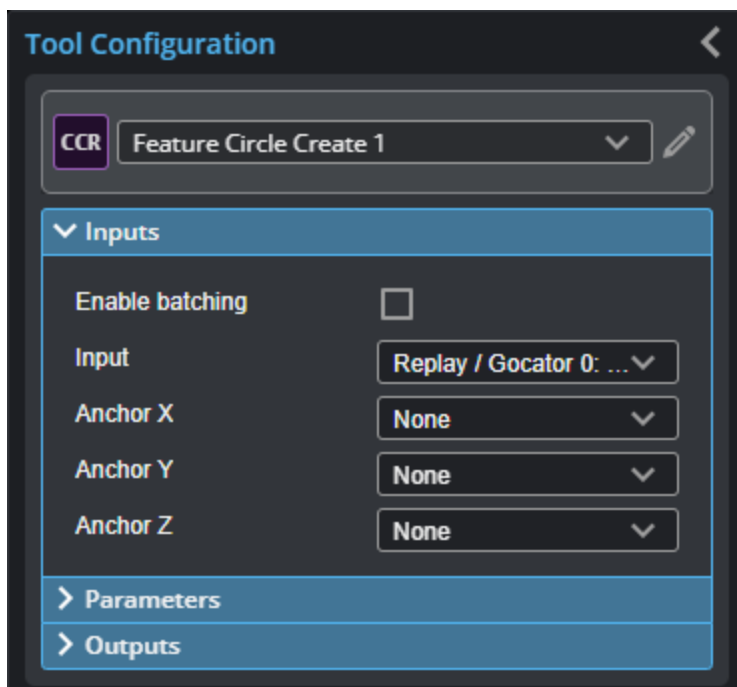 Tool Configuration
CCR Feature Circle Create 1
Inputs
Enable batching
Input Replay / Gocator 0: ...
Anchor X None
Anchor Y None
Anchor Z None
Parameters
Outputs